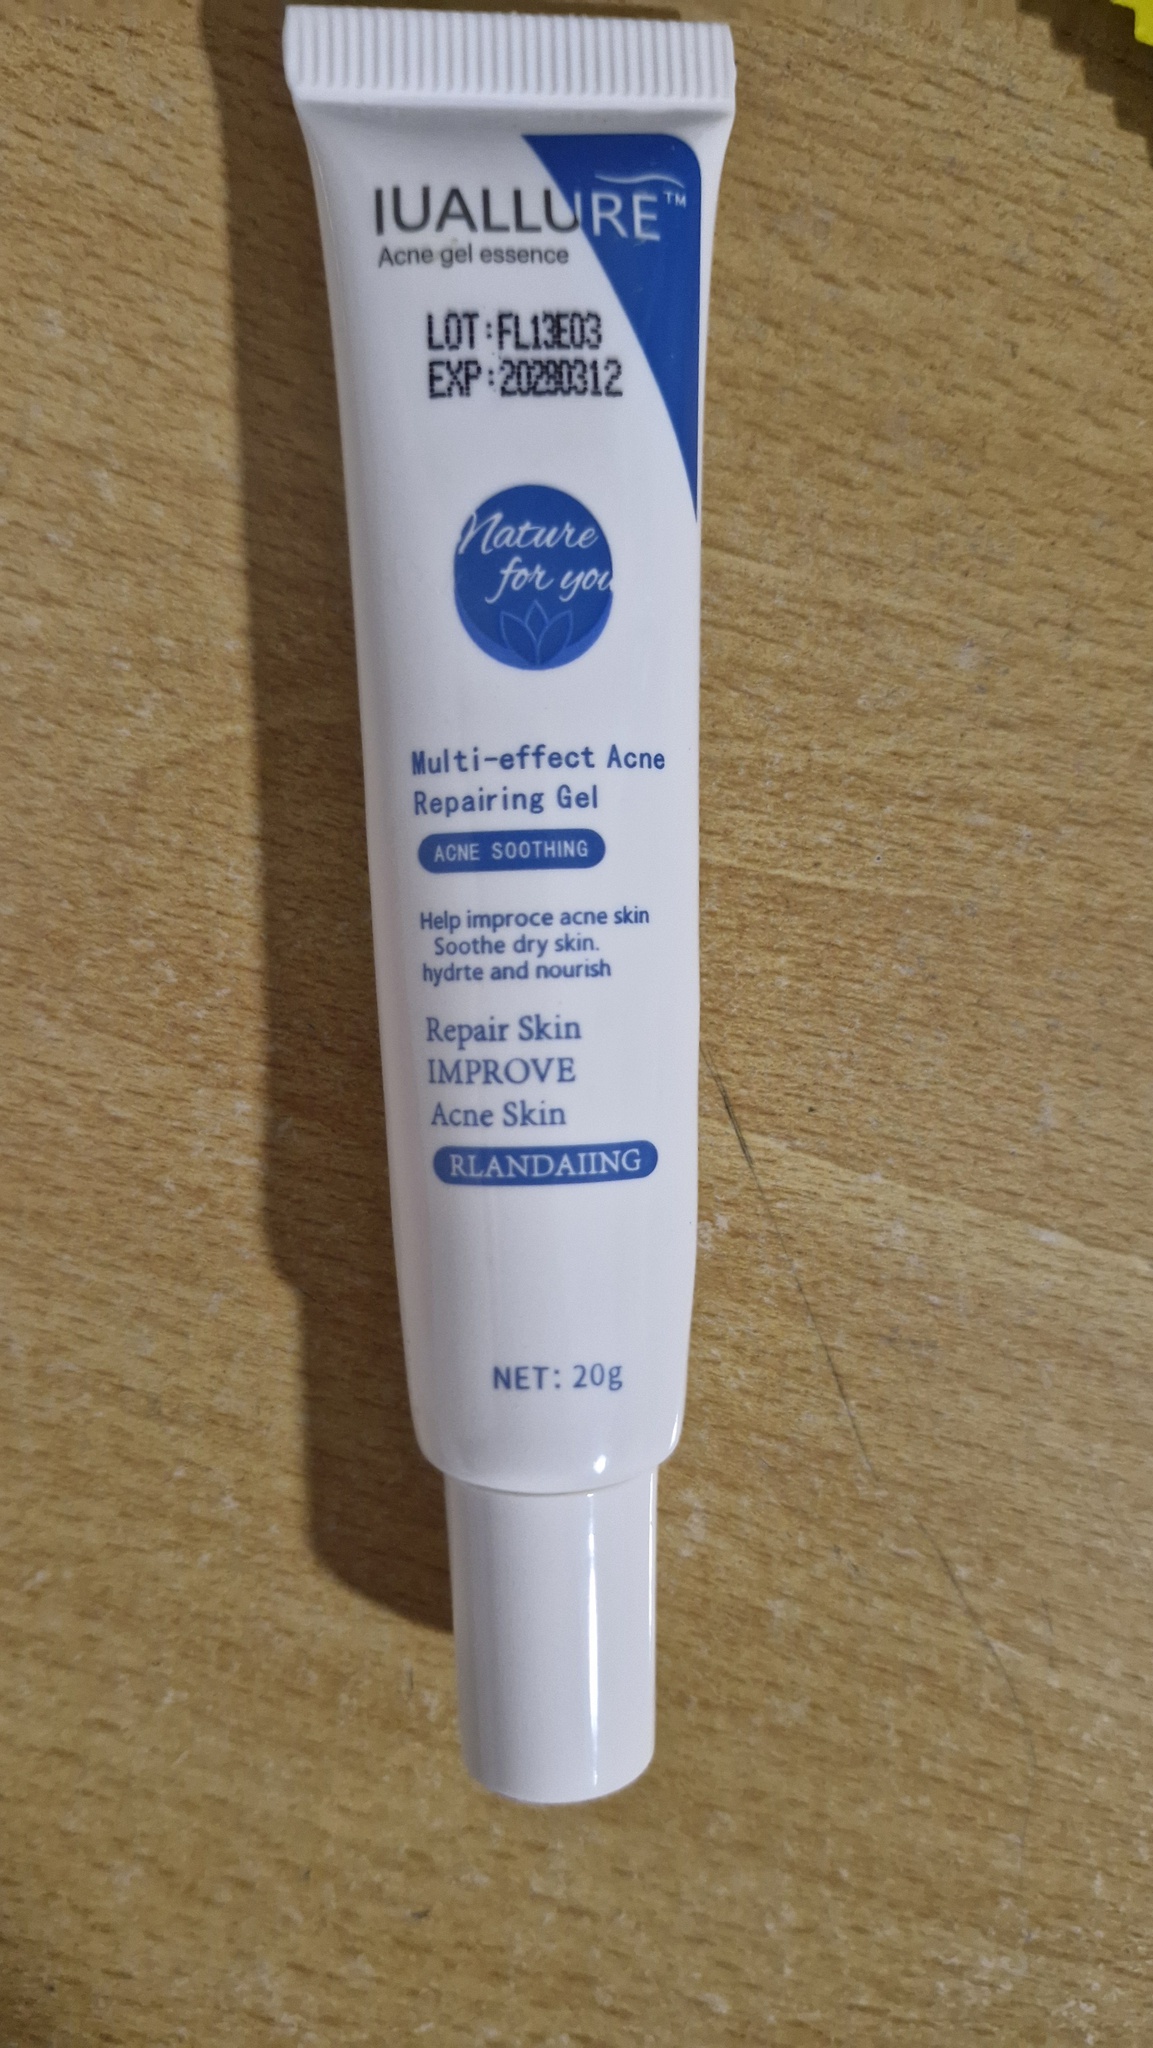 IUALLURE™
Acne gel essence
LOT:FL13E03
EXP:20280312
Nature
for you
Multi-effect Acne
Repairing Gel
ACNE SOOTHING
Help improce acne skin
Soothe dry skin.
hydrte and nourish
Repair Skin
IMPROVE
Acne Skin
RLANDAIING
NET: 20g